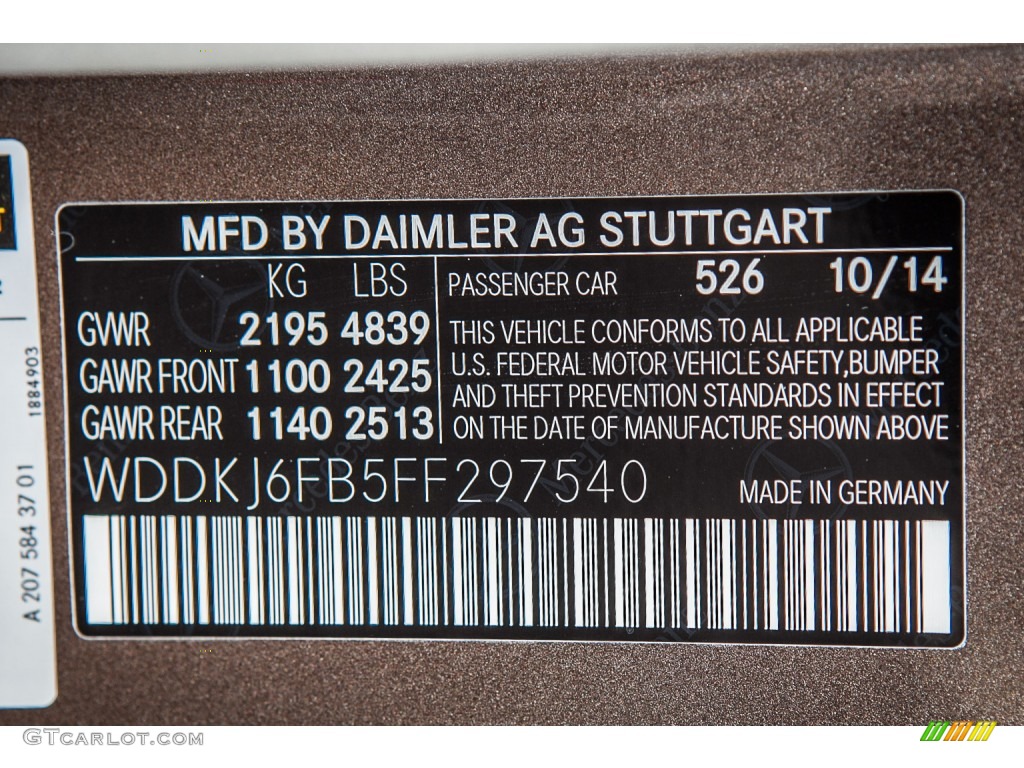 MFD BY DAIMLER AG STUTTGART
KG LBS
GVWR 2195 4839
GAWR FRONT 1100 2425
GAWR REAR 1140 2513
PASSENGER CAR 526 10/14
THIS VEHICLE CONFORMS TO ALL APPLICABLE
U.S. FEDERAL MOTOR VEHICLE SAFETY,BUMPER
AND THEFT PREVENTION STANDARDS IN EFFECT
ON THE DATE OF MANUFACTURE SHOWN ABOVE
WDDKJ6FB5FF297540 MADE IN GERMANY
1884903
A 207 584 37 01
GTcarlot.com